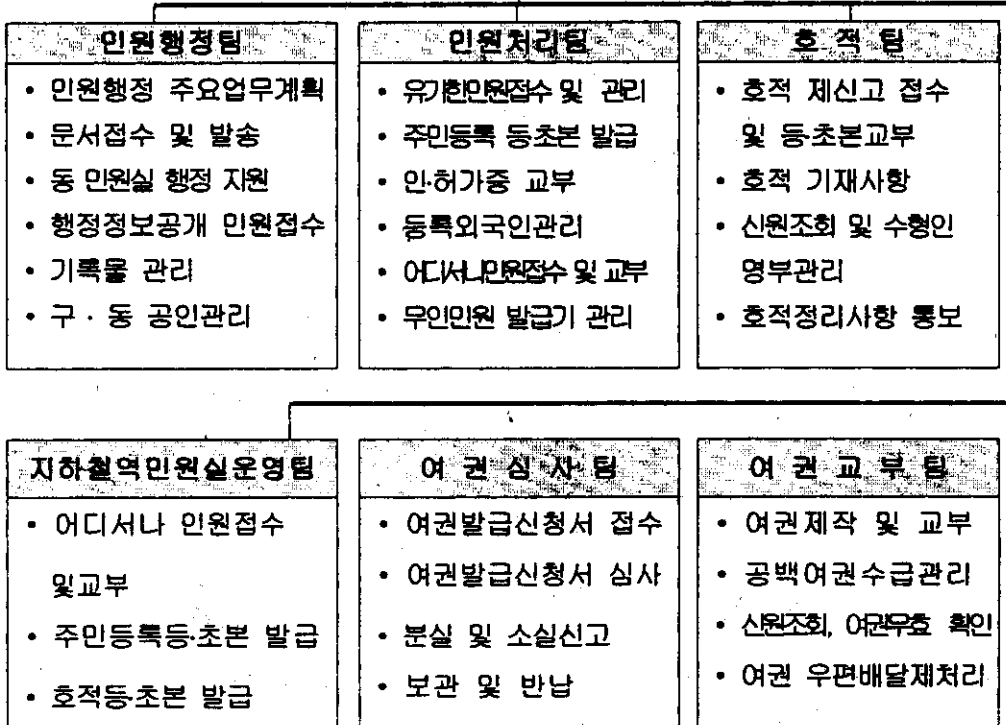 민원행정팀
• 민원행정 주요업무계획
• 문서접수 및 발송
• 동 민원실 행정 지원
• 행정정보공개 민원접수
• 기록물 관리
• 구 · 동 공인관리
민원처리팀
• 유기한민원접수 및 관리
• 주민등록 등·초본 발급
• 인·허가증 교부
• 등록외국인관리
• 어디서나민원접수 및 교부
• 무인민원 발급기 관리
호 적 팀
• 호적 제신고 접수
및 등·초본교부
• 호적 기재사항
• 신원조회 및 수형인
명부관리
• 호적정리사항 통보
지하철역민원실운영팀
• 어디서나 민원접수
및교부
• 주민등록등·초본 발급
• 호적등·초본 발급
여 권 심 사 팀
• 여권발급신청서 접수
• 여권발급신청서 심사
• 분실 및 소실신고
• 보관 및 반납
여 권 교 부 팀
• 여권제작 및 교부
• 공백여권수급관리
• 신원조회, 여권무효 확인
• 여권 우편배달제처리